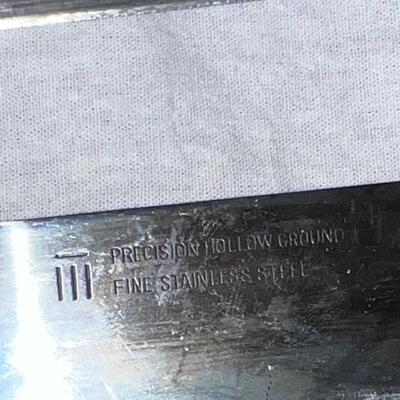 PRECISION HOLLOW GROUND
FINE STAINLESS STEEL